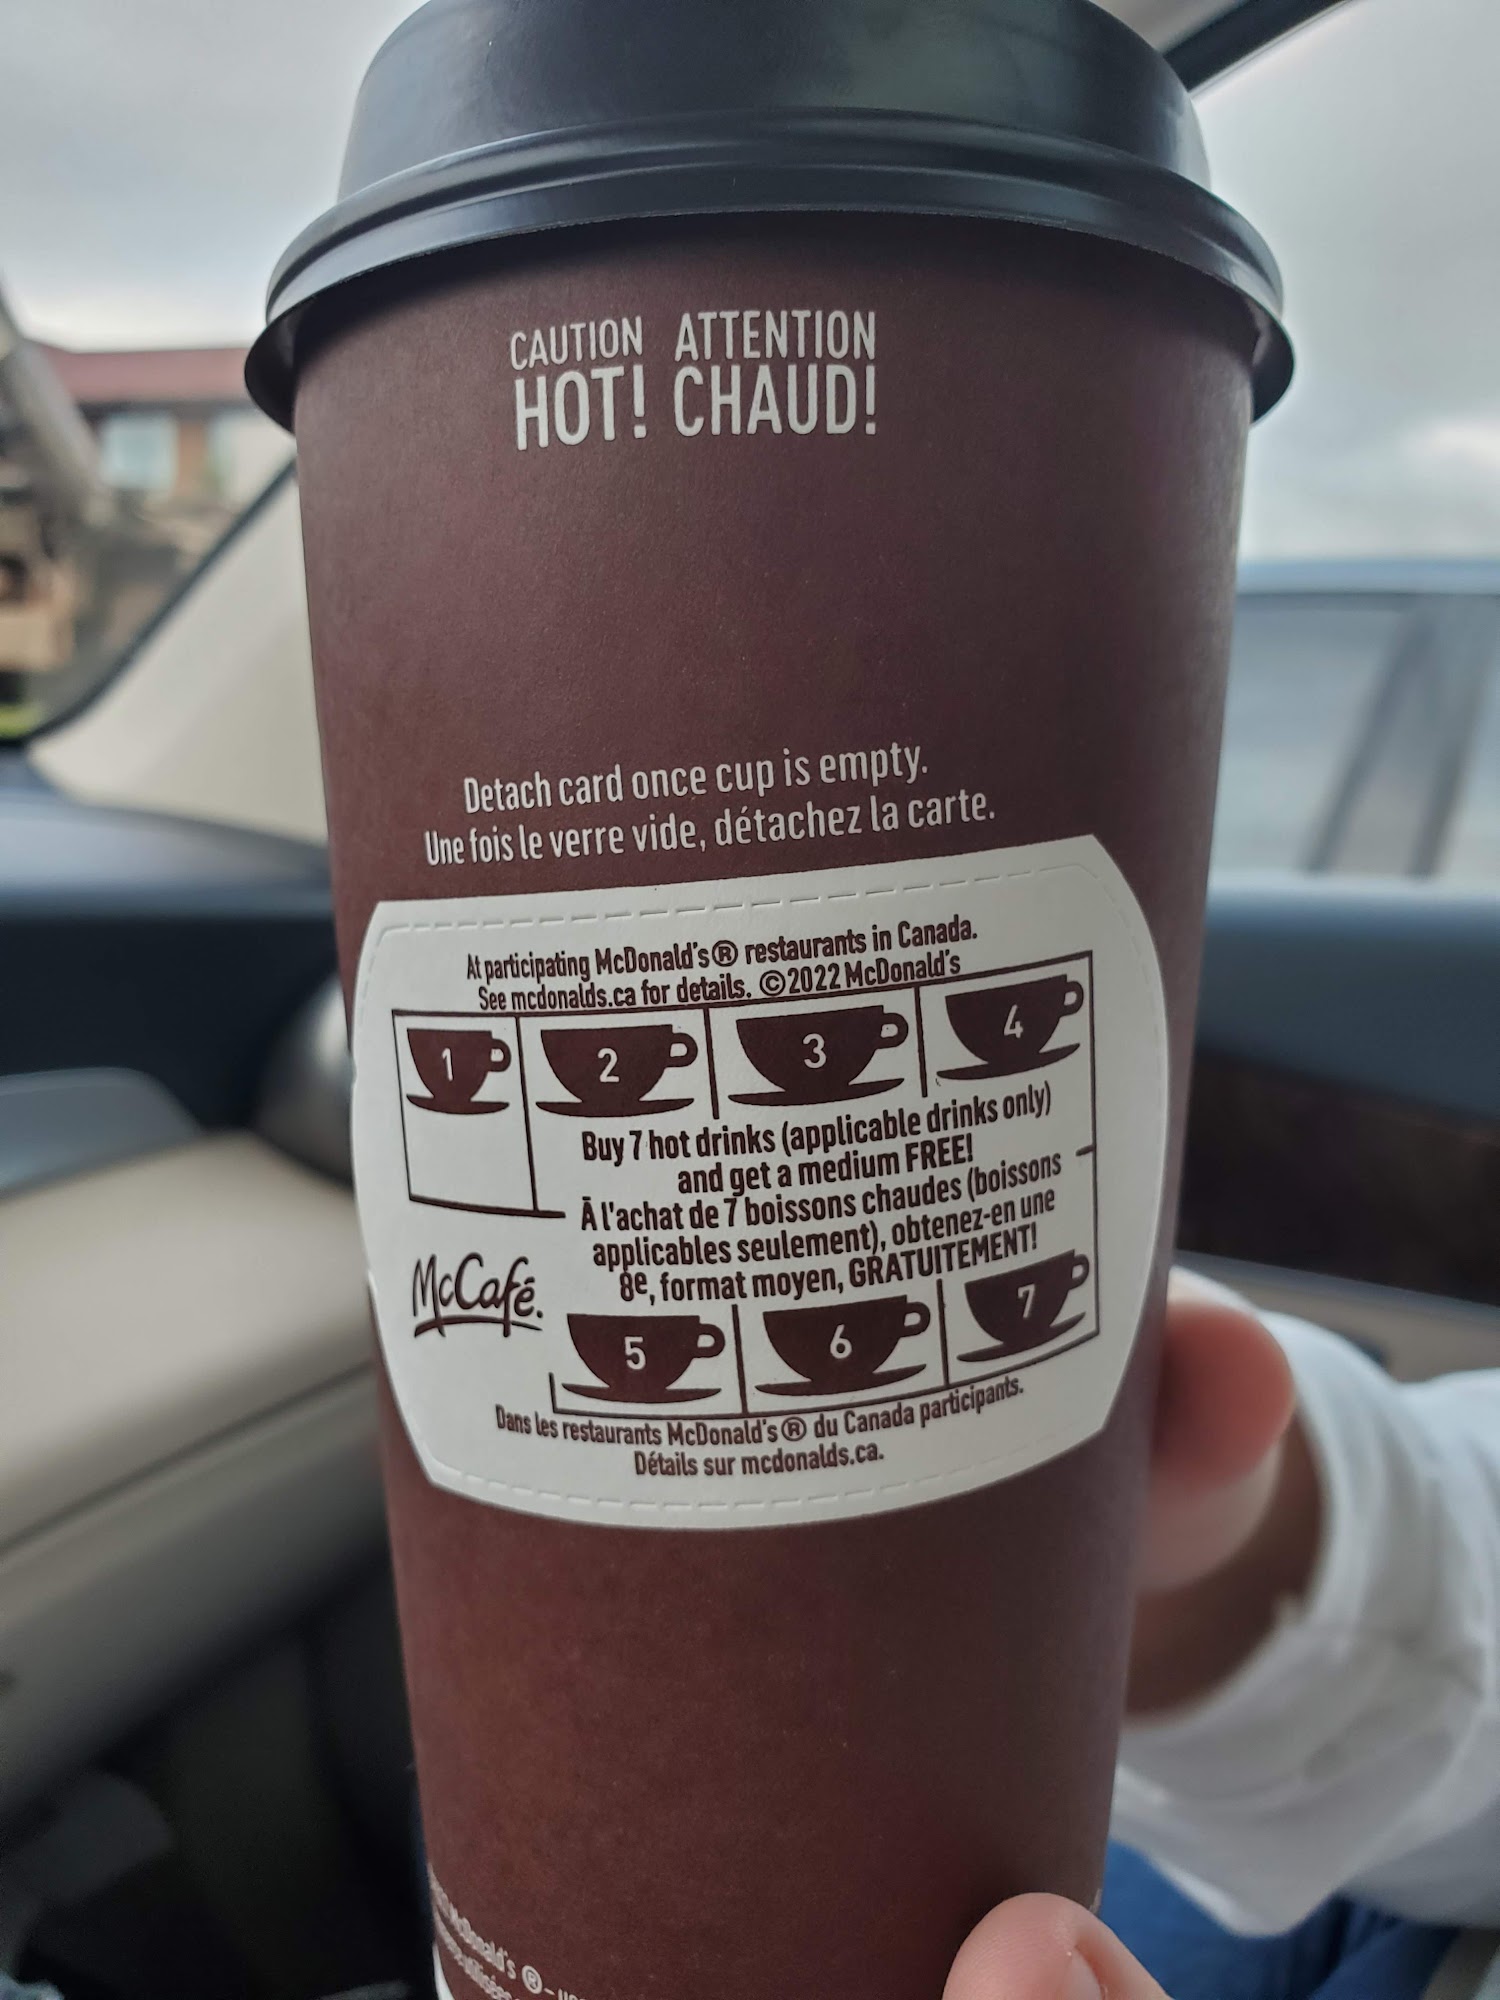 CAUTION ATTENTION
HOT! CHAUD!
Detach card once cup is empty.
Une fois le verre vide, détachez la carte.
At participating McDonald's® restaurants in Canada.
See mcdonalds.ca for details. ©2022 McDonald's
1 2 3 4
Buy 7 hot drinks (applicable drinks only)
and get a medium FREE!
À l'achat de 7 boissons chaudes (boissons
applicables seulement), obtenez-en une
8e, format moyen, GRATUITEMENT!
McCafé.
5 6 7
Dans les restaurants McDonald's® du Canada participants.
Détails sur mcdonalds.ca.
McDonald's ®